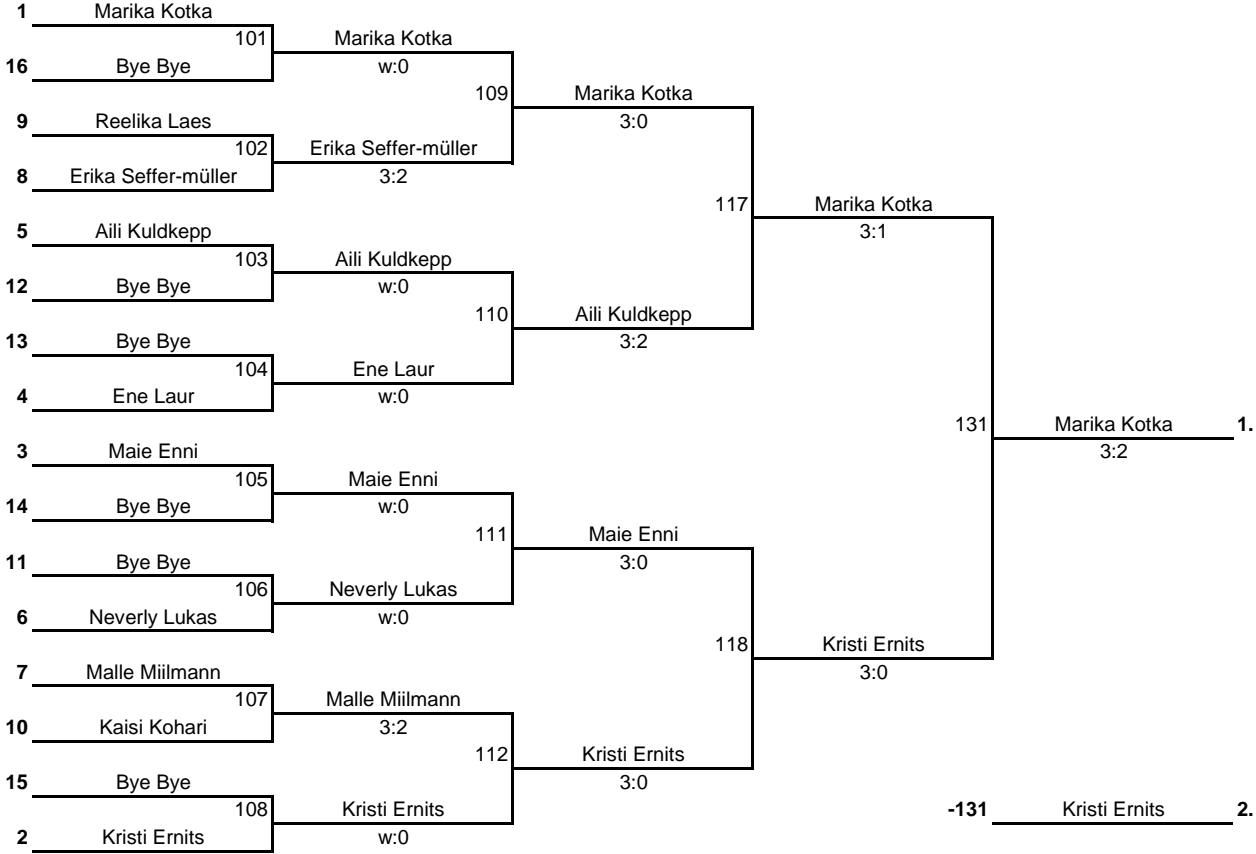 1 Marika Kotka
101 Marika Kotka
16 Bye Bye w:0
109 Marika Kotka
9 Reelika Laes 3:0
102 Erika Seffer-müller
8 Erika Seffer-müller 3:2
117 Marika Kotka
5 Aili Kuldkepp 3:1
103 Aili Kuldkepp
12 Bye Bye w:0
110 Aili Kuldkepp
13 Bye Bye 3:2
104 Ene Laur
4 Ene Laur w:0
131 Marika Kotka 1.
3 Maie Enni 3:2
105 Maie Enni
14 Bye Bye w:0
111 Maie Enni
11 Bye Bye 3:0
106 Neverly Lukas
6 Neverly Lukas w:0
118 Kristi Ernits
7 Malle Miilmann 3:0
107 Malle Miilmann
10 Kaisi Kohari 3:2
112 Kristi Ernits
15 Bye Bye 3:0
108 Kristi Ernits -131 Kristi Ernits 2.
2 Kristi Ernits w:0